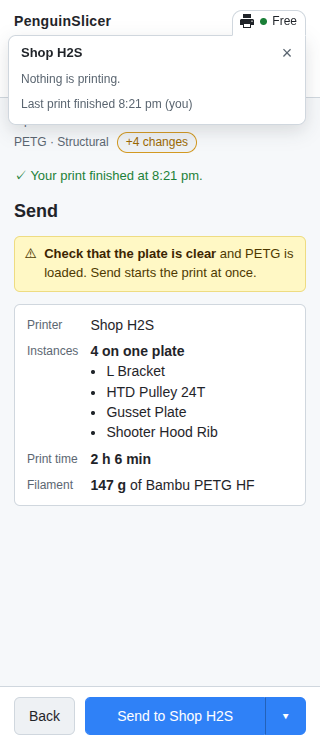 PenguinSlicer
Free
Shop H2S
×
Nothing is printing.
Last print finished 8:21 pm (you)
PETG · Structural
+4 changes
✓ Your print finished at 8:21 pm.
Send
⚠ Check that the plate is clear and PETG is
loaded. Send starts the print at once.
Printer Shop H2S
Instances 4 on one plate
• L Bracket
• HTD Pulley 24T
• Gusset Plate
• Shooter Hood Rib
Print time 2 h 6 min
Filament 147 g of Bambu PETG HF
Back
Send to Shop H2S
▼